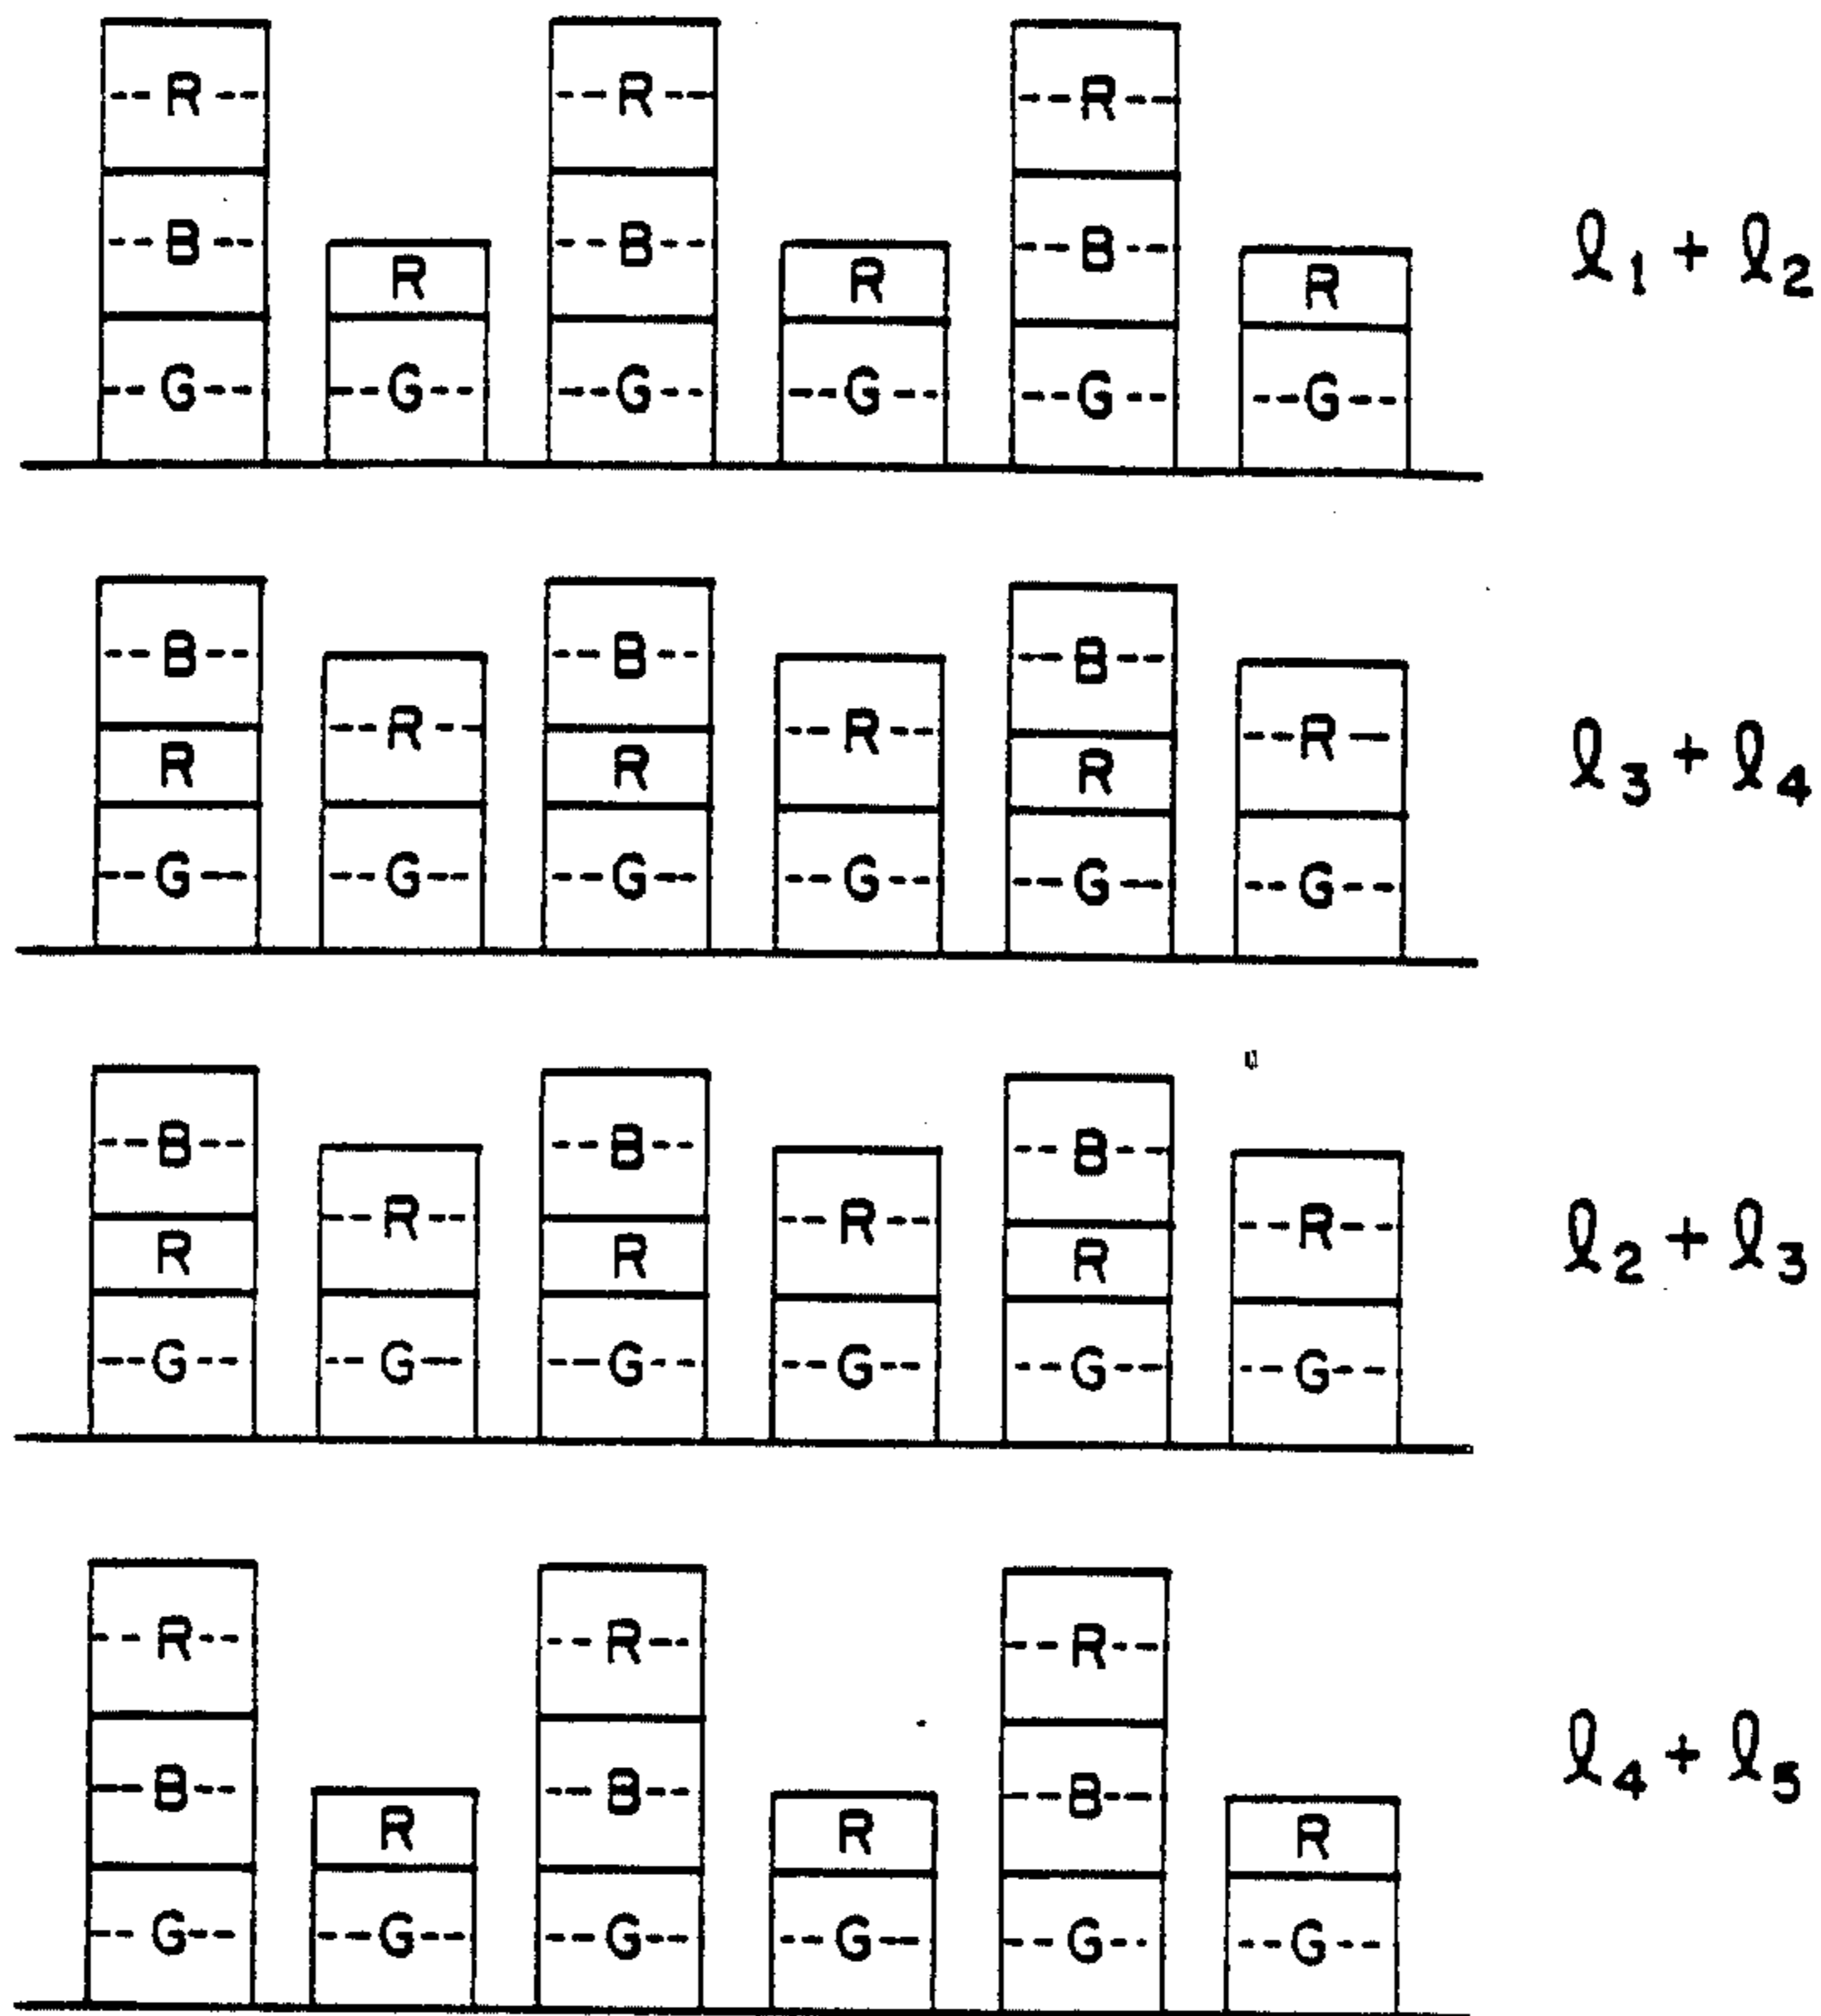 R R R
B R B R B R ℓ1 + ℓ2
G G G G G G
B B B
R R R R R R ℓ3 + ℓ4
G G G G G G
B B B
R R R R R R ℓ2 + ℓ3
G G G G G G
R R R
B R B R B R ℓ4 + ℓ5
G G G G G G